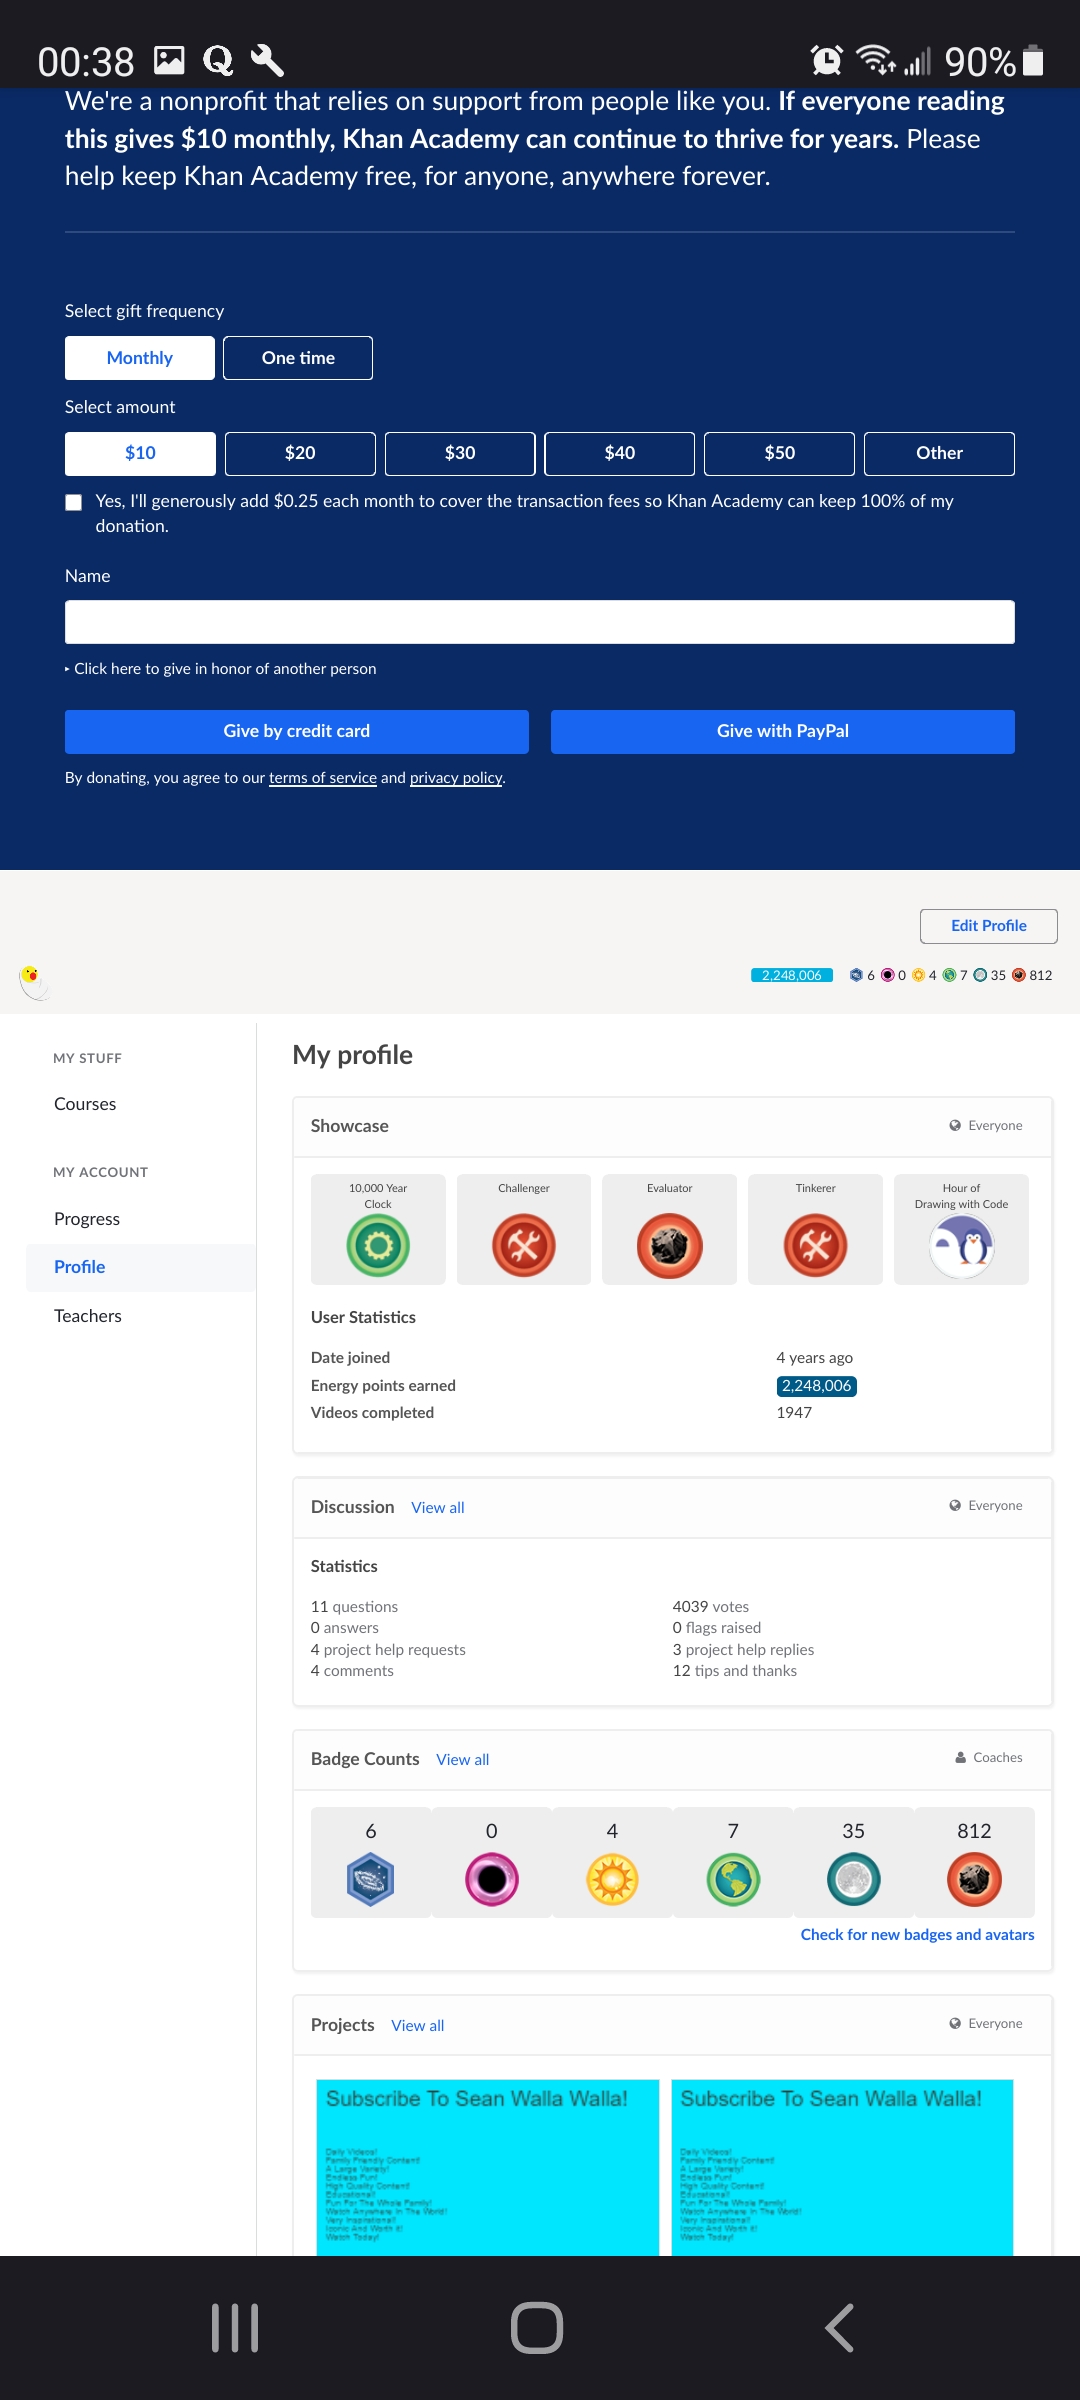 00:38
90%
We're a nonprofit that relies on support from people like you. If everyone reading
this gives $10 monthly, Khan Academy can continue to thrive for years. Please
help keep Khan Academy free, for anyone, anywhere forever.
Select gift frequency
Monthly One time
Select amount
$10 $20 $30 $40 $50 Other
Yes, I'll generously add $0.25 each month to cover the transaction fees so Khan Academy can keep 100% of my
donation.
Name
Click here to give in honor of another person
Give by credit card Give with PayPal
By donating, you agree to our terms of service and privacy policy.
Edit Profile
2,248,006 6 0 4 7 35 812
MY STUFF
Courses
MY ACCOUNT
Progress
Profile
Teachers
My profile
Showcase Everyone
10,000 Year
Clock
Challenger
Evaluator
Tinkerer
Hour of
Drawing with Code
User Statistics
Date joined 4 years ago
Energy points earned 2,248,006
Videos completed 1947
Discussion View all Everyone
Statistics
11 questions 4039 votes
0 answers 0 flags raised
4 project help requests 3 project help replies
4 comments 12 tips and thanks
Badge Counts View all Coaches
6 0 4 7 35 812
Check for new badges and avatars
Projects View all Everyone
Subscribe To Sean Walla Walla!
Daily Videos!
Family Friendly Content!
A Large Variety!
Endless Fun!
High Quality Content!
Educational!
Fun For The Whole Family!
Watch Anywhere In The World!
Very Inspirational!
Iconic And Worth It!
Watch Today!
Subscribe To Sean Walla Walla!
Daily Videos!
Family Friendly Content!
A Large Variety!
Endless Fun!
High Quality Content!
Educational!
Fun For The Whole Family!
Watch Anywhere In The World!
Very Inspirational!
Iconic And Worth It!
Watch Today!